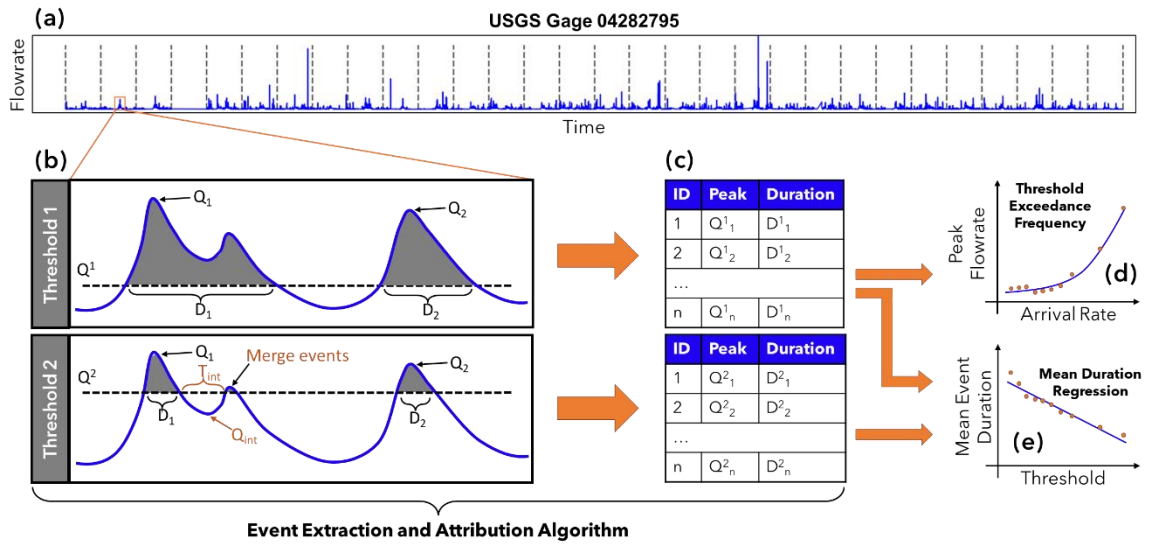 (a)
USGS Gage 04282795
Flowrate
Time
(b)
Threshold 1
Q1
Q2
Q¹
D1
D2
Threshold 2
Q1
Merge events
Tint
Q2
Q²
D1
Qint
D2
(c)
ID Peak Duration
1 Q¹1 D¹1
2 Q¹2 D¹2
...
n Q¹n D¹n
ID Peak Duration
1 Q²1 D²1
2 Q²2 D²2
...
n Q²n D²n
Event Extraction and Attribution Algorithm
Threshold
Exceedance
Frequency
Peak
Flowrate
(d)
Arrival Rate
Mean Duration
Regression
Mean Event
Duration
(e)
Threshold